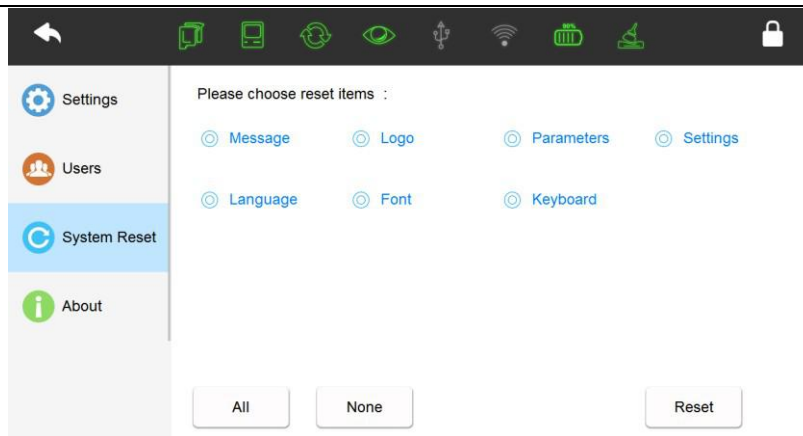 90%
Settings
Please choose reset items :
Message Logo Parameters Settings
Users
Language Font Keyboard
System Reset
About
All None Reset